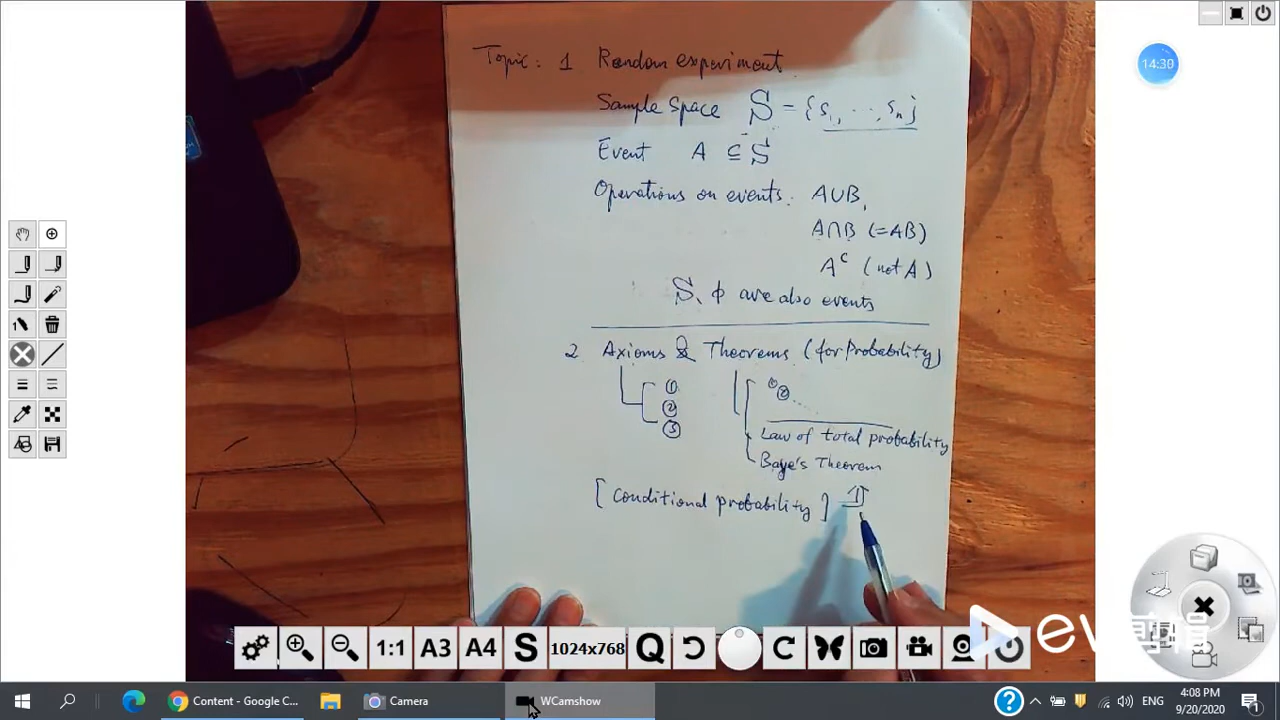 14:30
Topic: 1 Random experiment
Sample Space S = {s1, ..., sn}
Event A ⊆ S
Operations on events: A∪B,
A∩B (=AB)
A^c (not A)
S, ϕ are also events
2 Axioms & Theorems (for Probability)
① ① ②
②
③
Law of total probability
Baye's Theorem
[Conditional probability]
1:1 A3 A4 S 1024x768 Q
Content - Google C... Camera WCamshow
ENG 4:08 PM
9/20/2020